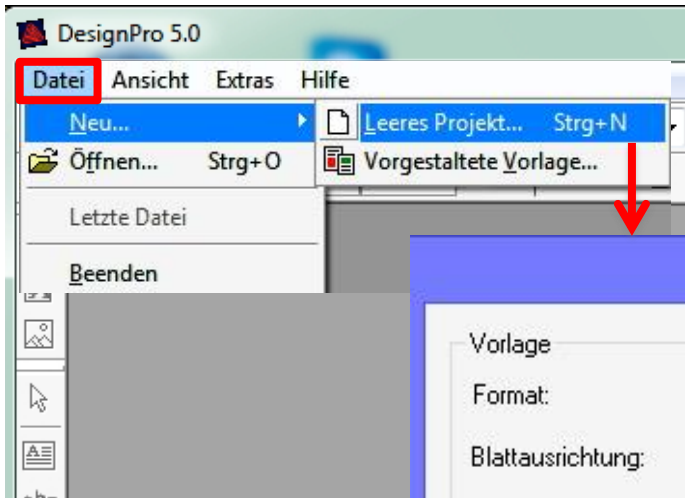 DesignPro 5.0
Datei Ansicht Extras Hilfe
Neu...
Leeres Projekt... Strg+N
Öffnen... Strg+O
Vorgestaltete Vorlage...
Letzte Datei
Beenden
Vorlage
Format:
Blattausrichtung: